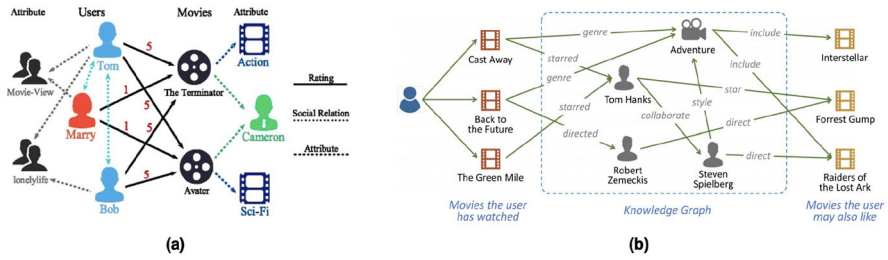 Attribute Users Movies Attribute
5
Tom
Action
Movie-View
The Terminator
1
5
Marry
Cameron
1
5
5
lonelylife
Avater
Bob
Sci-Fi
Rating
Social Relation
Attribute
(a)
genre
include
Cast Away
Adventure
Interstellar
starred
genre
include
Tom Hanks
star
Back to
the Future
starred
collaborate
style
direct
Forrest Gump
directed
direct
The Green Mile
Robert
Zemeckis
Steven
Spielberg
Raiders of
the Lost Ark
Movies the user
has watched
Knowledge Graph
Movies the user
may also like
(b)